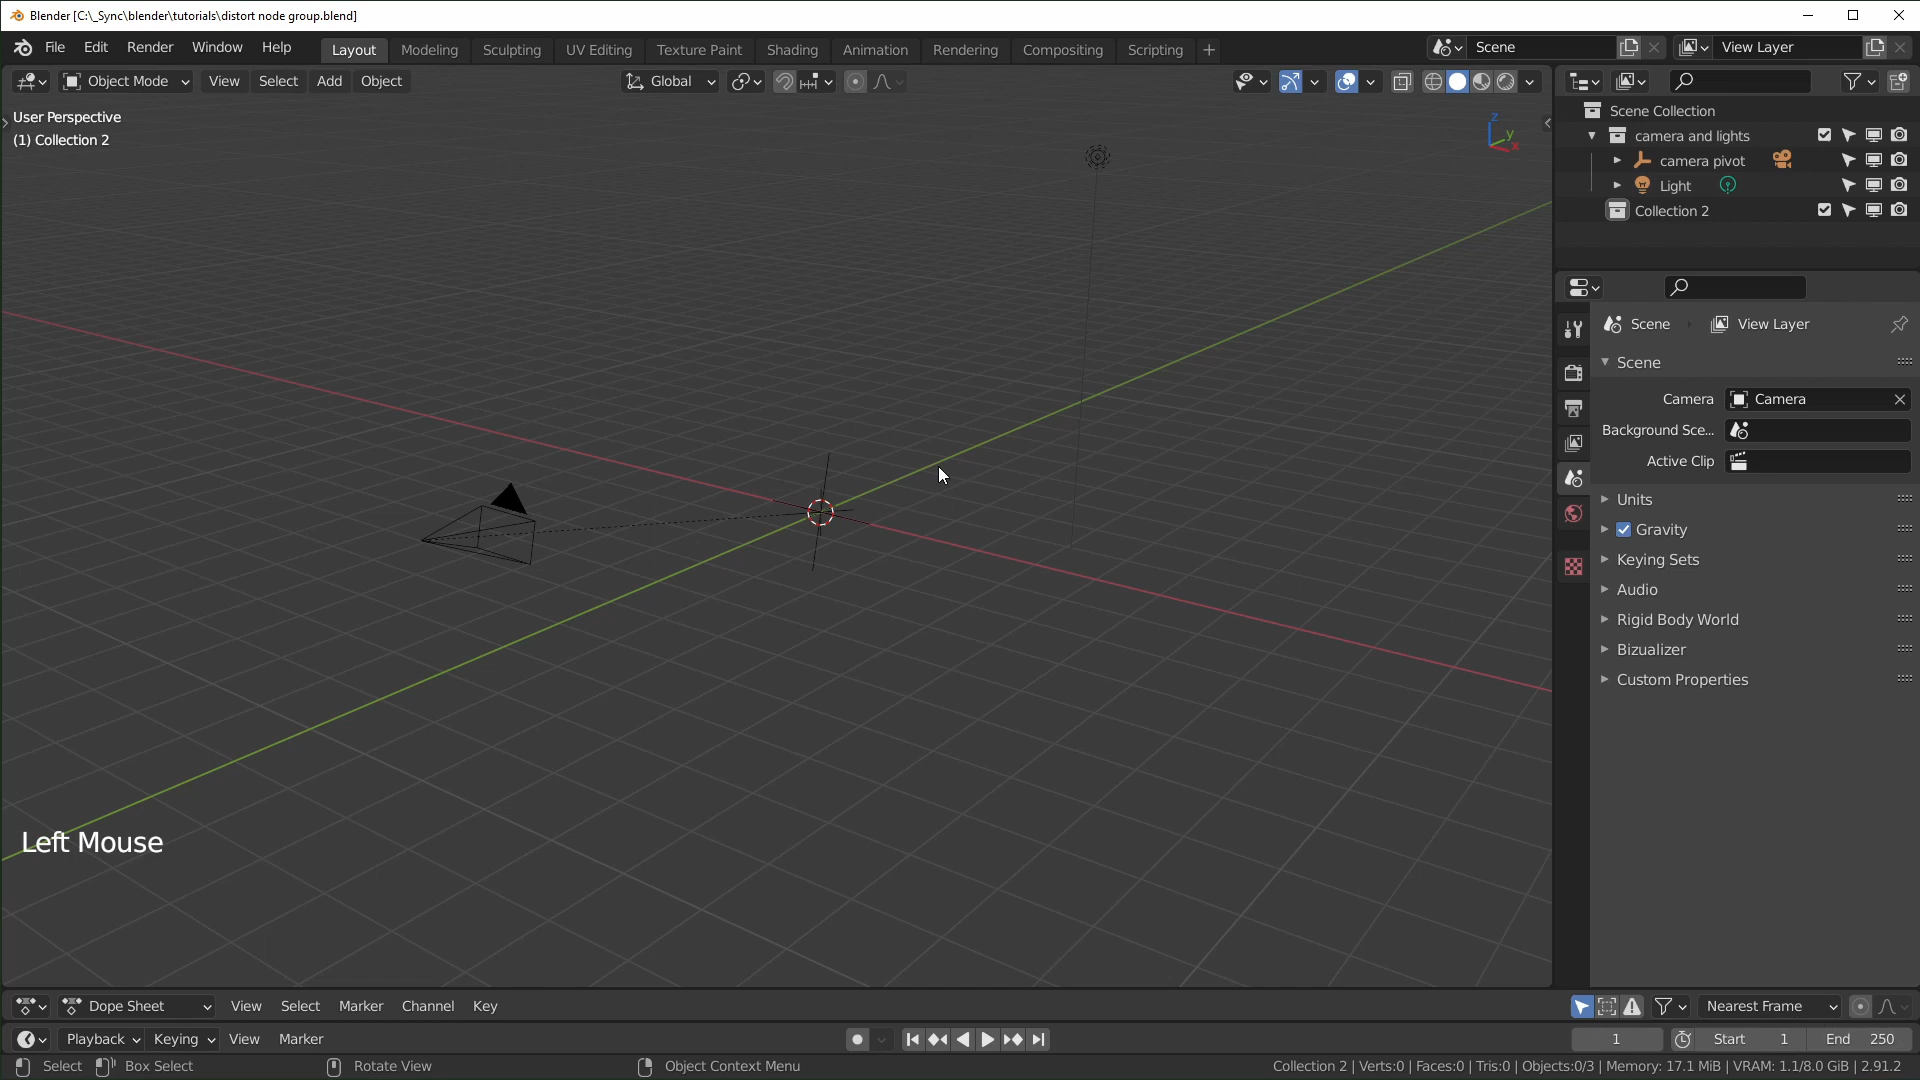 Blender [C:\_Sync\blender\tutorials\distort node group.blend]
File Edit Render Window Help Layout Modeling Sculpting UV Editing Texture Paint Shading Animation Rendering Compositing Scripting + Scene View Layer
Object Mode View Select Add Object Global
User Perspective
(1) Collection 2
Z
Y
X
Scene Collection
camera and lights
camera pivot
Light
Collection 2
Scene View Layer
Scene
Camera Camera
Background Sce...
Active Clip
Units
Gravity
Keying Sets
Audio
Rigid Body World
Bizualizer
Custom Properties
Left Mouse
Dope Sheet View Select Marker Channel Key Nearest Frame
Playback Keying View Marker 1 Start 1 End 250
Select Box Select Rotate View Object Context Menu Collection 2 | Verts:0 | Faces:0 | Tris:0 | Objects:0/3 | Memory: 17.1 MiB | VRAM: 1.1/8.0 GiB | 2.91.2